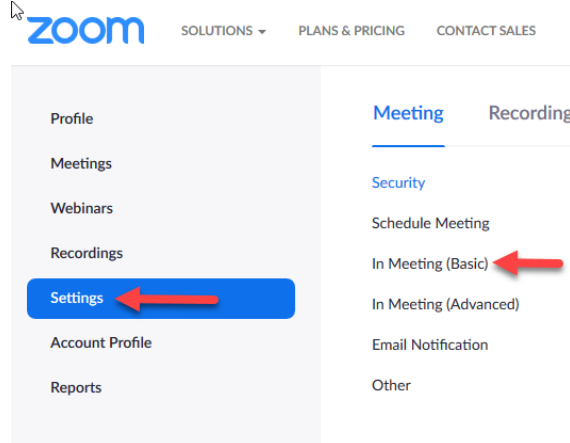 zoom SOLUTIONS PLANS & PRICING CONTACT SALES
Profile
Meetings
Webinars
Recordings
Settings
Account Profile
Reports
Meeting Recording
Security
Schedule Meeting
In Meeting (Basic)
In Meeting (Advanced)
Email Notification
Other